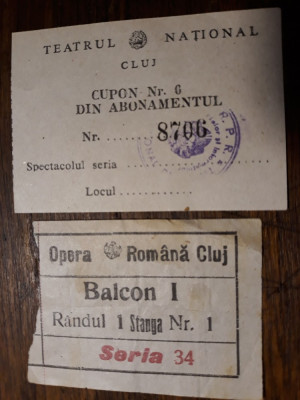 TEATRUL NAȚIONAL
CLUJ
CUPON Nr. 6
DIN ABONAMENTUL
Nr. ........ 8706
R.P.R.
Spectacolul seria ........................
Locul ................
Opera Română Cluj
Balcon I
Rândul 1 Stanga Nr. 1
Seria 34